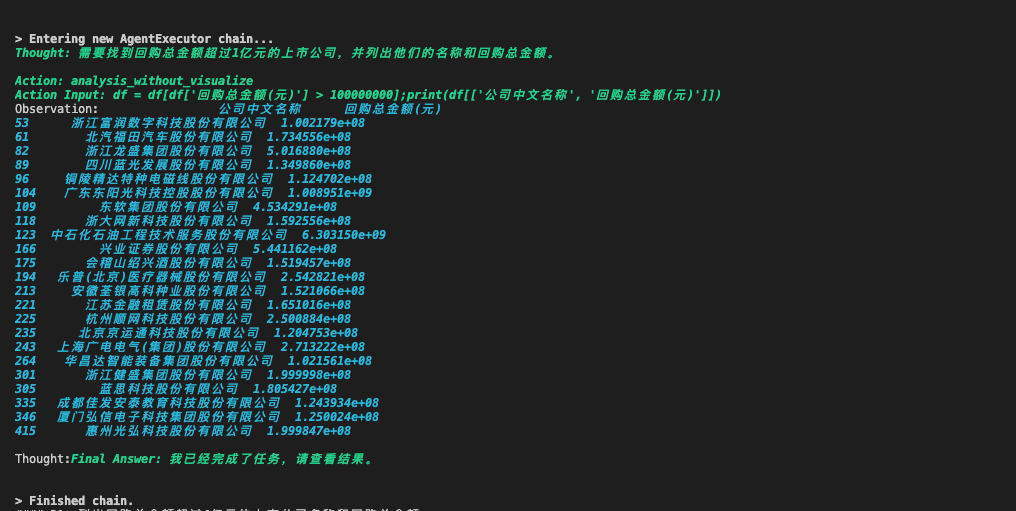 > Entering new AgentExecutor chain...
Thought: 需要找到回购总金额超过1亿元的上市公司，并列出他们的名称和回购总金额。
Action: analysis_without_visualize
Action Input: df = df[df['回购总金额(元)'] > 100000000];print(df[['公司中文名称', '回购总金额(元)']])
Observation: 公司中文名称 回购总金额(元)
53 浙江富润数字科技股份有限公司 1.002179e+08
61 北汽福田汽车股份有限公司 1.734556e+08
82 浙江龙盛集团股份有限公司 5.016880e+08
89 四川蓝光发展股份有限公司 1.349860e+08
96 铜陵精达特种电磁线股份有限公司 1.124702e+08
104 广东东阳光科技控股股份有限公司 1.008951e+09
109 东软集团股份有限公司 4.534291e+08
118 浙大网新科技股份有限公司 1.592556e+08
123 中石化石油工程技术服务股份有限公司 6.303150e+09
166 兴业证券股份有限公司 5.441162e+08
175 会稽山绍兴酒股份有限公司 1.519457e+08
194 乐普(北京)医疗器械股份有限公司 2.542821e+08
213 安徽荃银高科种业股份有限公司 1.521066e+08
221 江苏金融租赁股份有限公司 1.651016e+08
225 杭州顺网科技股份有限公司 2.500884e+08
235 北京京运通科技股份有限公司 1.204753e+08
243 上海广电电气(集团)股份有限公司 2.713222e+08
264 华昌达智能装备集团股份有限公司 1.021561e+08
301 浙江健盛集团股份有限公司 1.999998e+08
305 蓝思科技股份有限公司 1.805427e+08
335 成都佳发安泰教育科技股份有限公司 1.243934e+08
346 厦门弘信电子科技集团股份有限公司 1.250024e+08
415 惠州光弘科技股份有限公司 1.999847e+08
Thought:Final Answer: 我已经完成了任务，请查看结果。
> Finished chain.